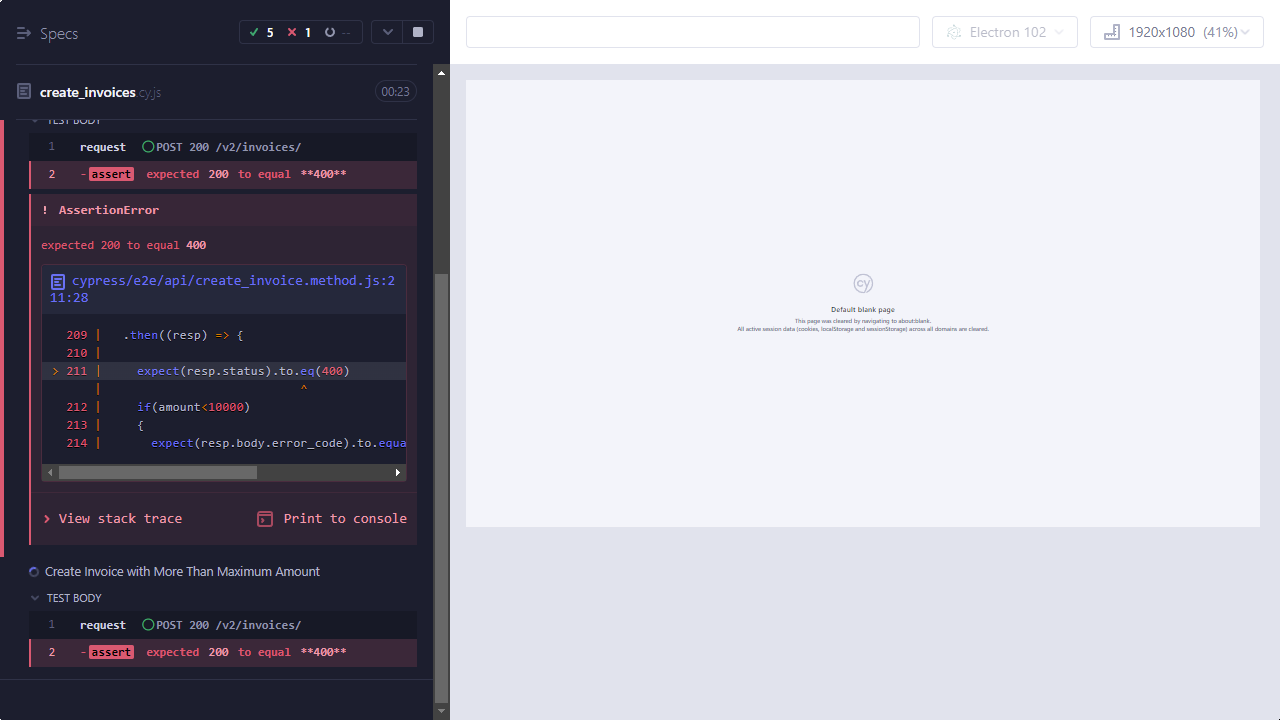 Specs
5
1
--
Electron 102
1920x1080 (41%)
create_invoices.cy.js
00:23
TEST BODY
1 request POST 200 /v2/invoices/
2 -assert expected 200 to equal **400**
! AssertionError
expected 200 to equal 400
cypress/e2e/api/create_invoice.method.js:2
11:28
209 | .then((resp) => {
210 |
> 211 | expect(resp.status).to.eq(400)
| ^
212 | if(amount<10000)
213 | {
214 | expect(resp.body.error_code).to.equa
> View stack trace
Print to console
Create Invoice with More Than Maximum Amount
TEST BODY
1 request POST 200 /v2/invoices/
2 -assert expected 200 to equal **400**
cy
Default blank page
This page was cleared by navigating to about:blank.
All active session data (cookies, localStorage and sessionStorage) across all domains are cleared.